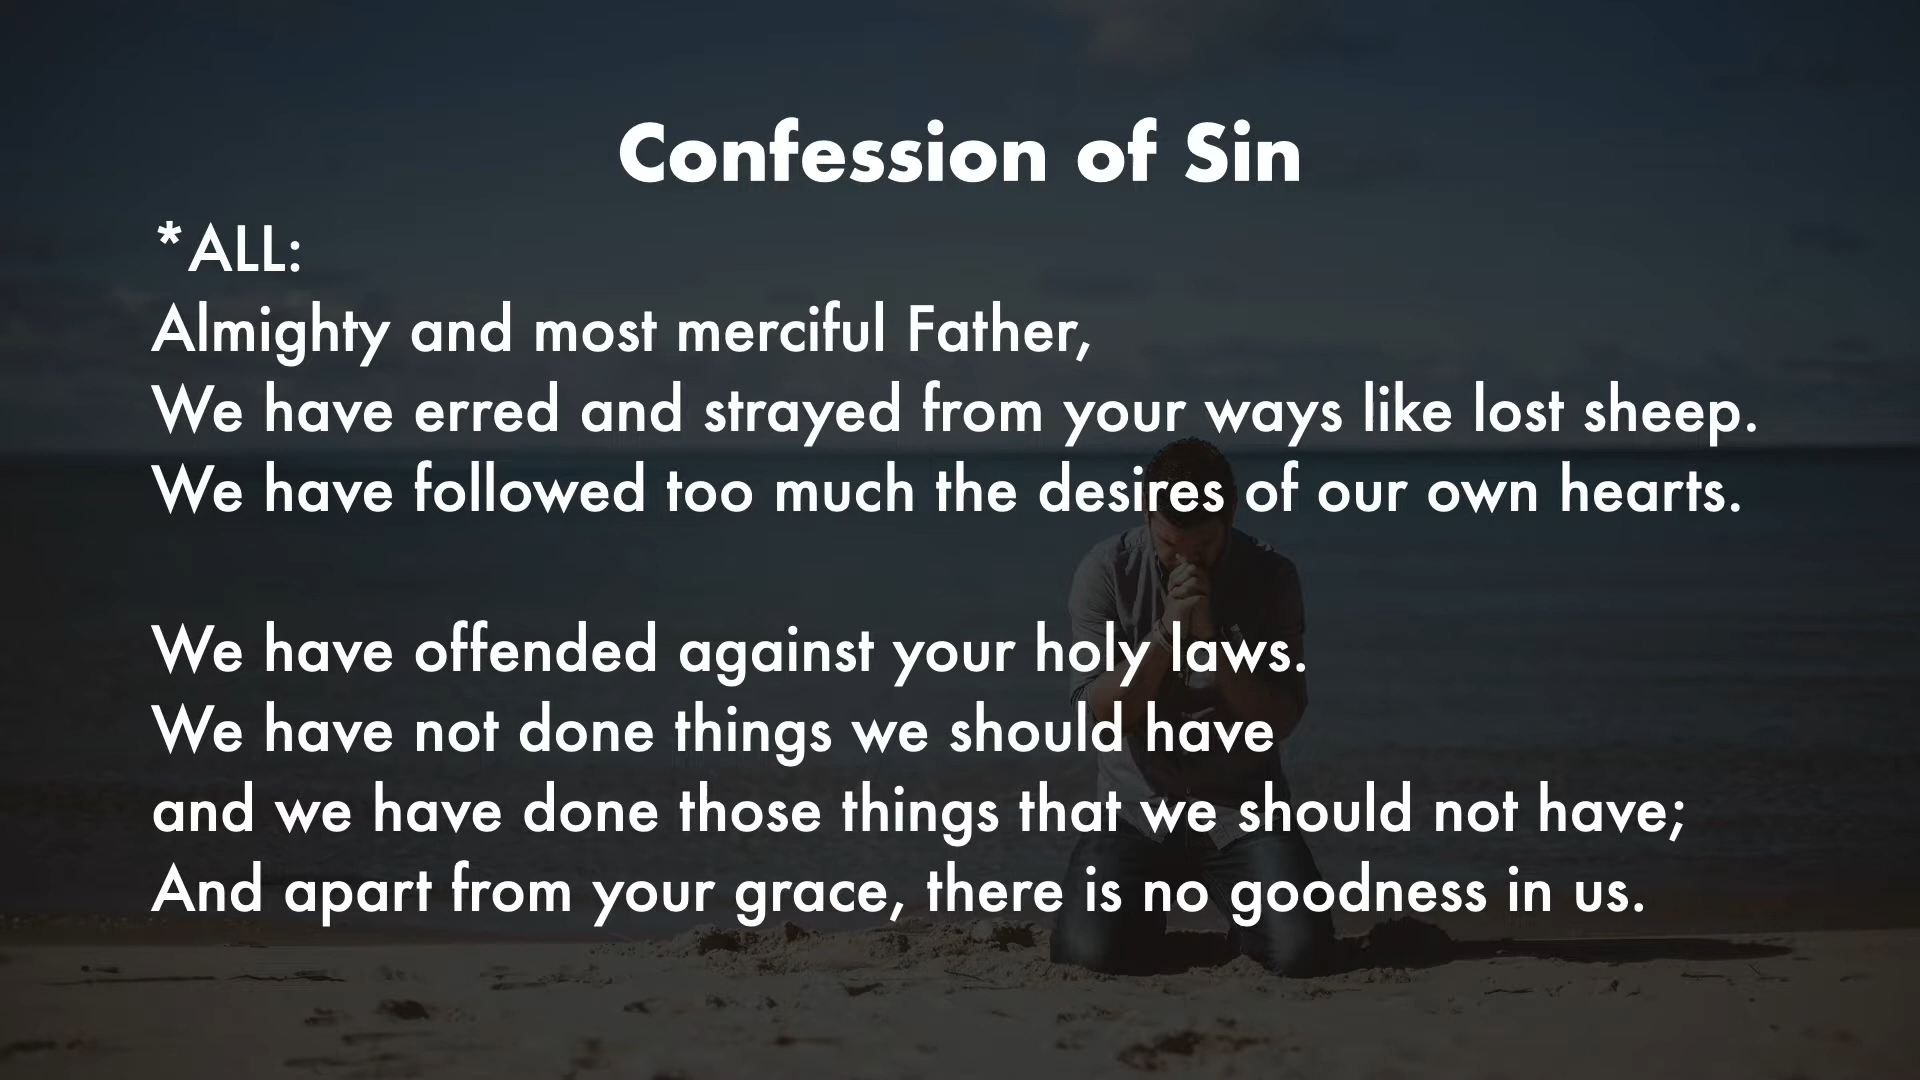 Confession of Sin
*ALL:
Almighty and most merciful Father,
We have erred and strayed from your ways like lost sheep.
We have followed too much the desires of our own hearts.
We have offended against your holy laws.
We have not done things we should have
and we have done those things that we should not have;
And apart from your grace, there is no goodness in us.